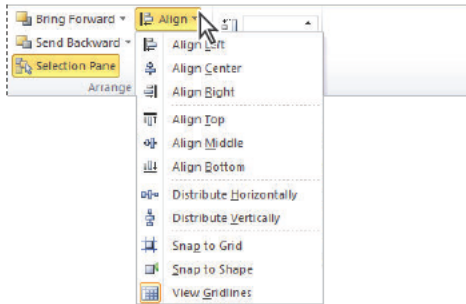 Bring Forward
Align
Send Backward
Align Left
Selection Pane
Align Center
Arrange
Align Right
Align Top
Align Middle
Align Bottom
Distribute Horizontally
Distribute Vertically
Snap to Grid
Snap to Shape
View Gridlines